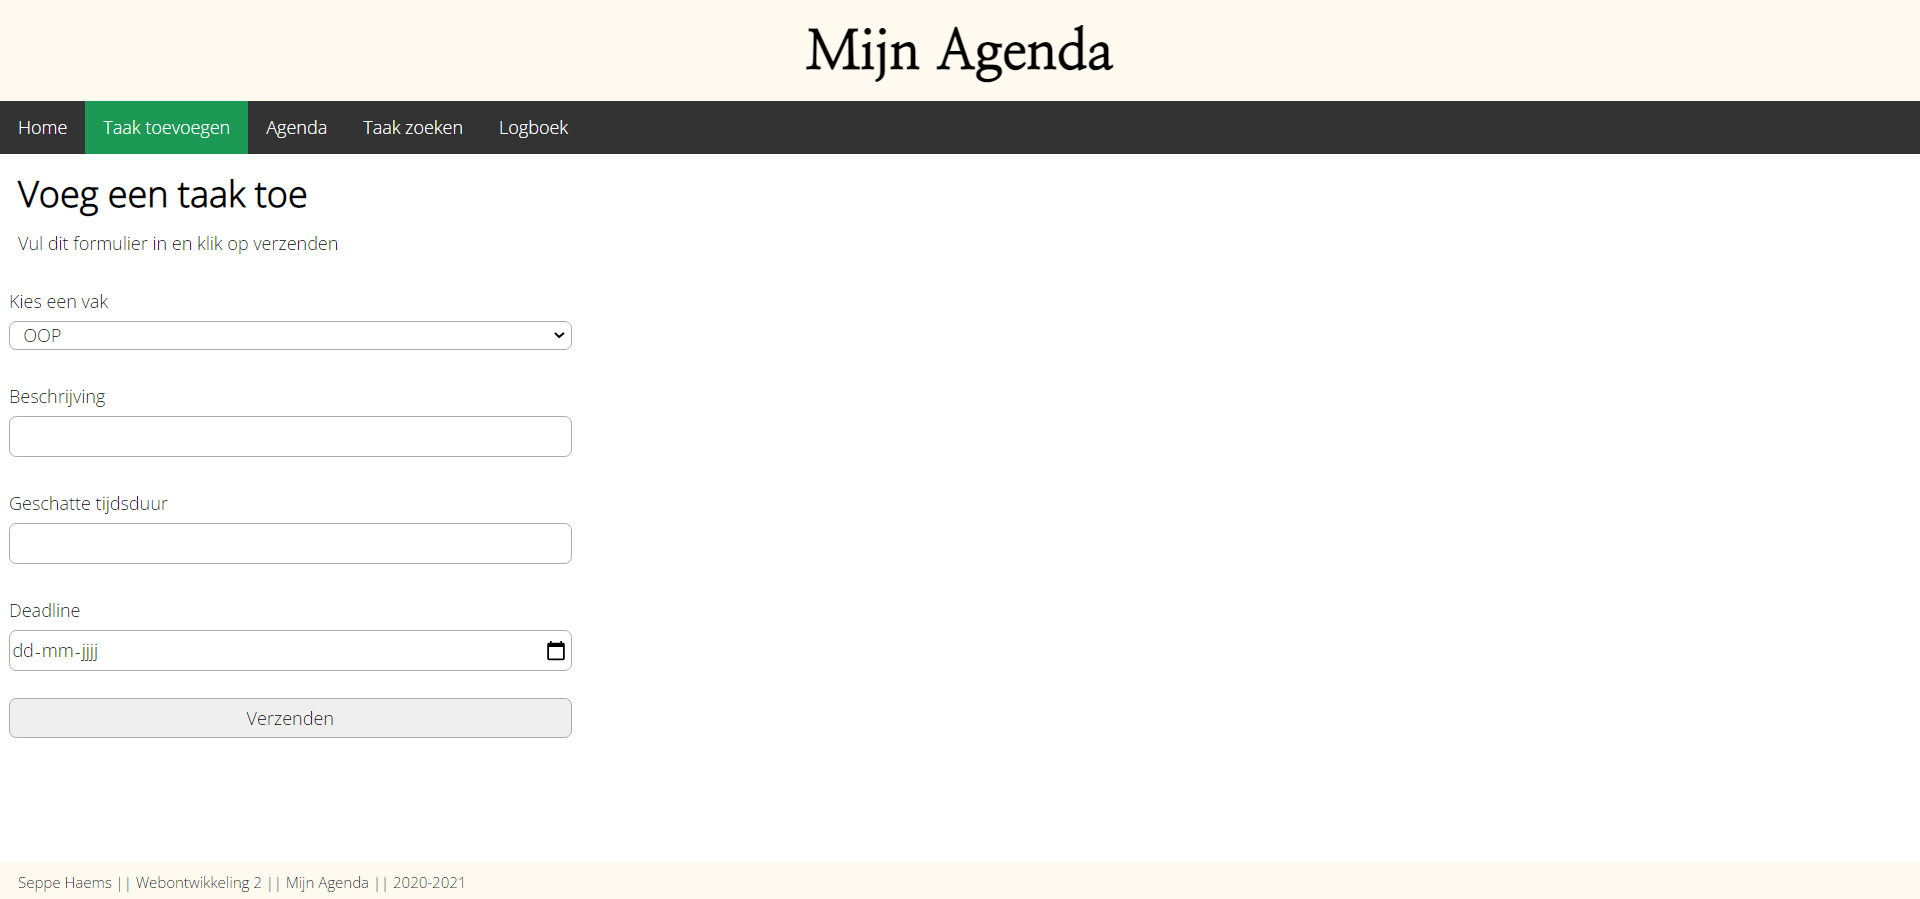 Mijn Agenda
Home Taak toevoegen Agenda Taak zoeken Logboek
Voeg een taak toe
Vul dit formulier in en klik op verzenden
Kies een vak
OOP
Beschrijving
Geschatte tijdsduur
Deadline
dd-mm-jjjj
Verzenden
Seppe Haems || Webontwikkeling 2 || Mijn Agenda || 2020-2021